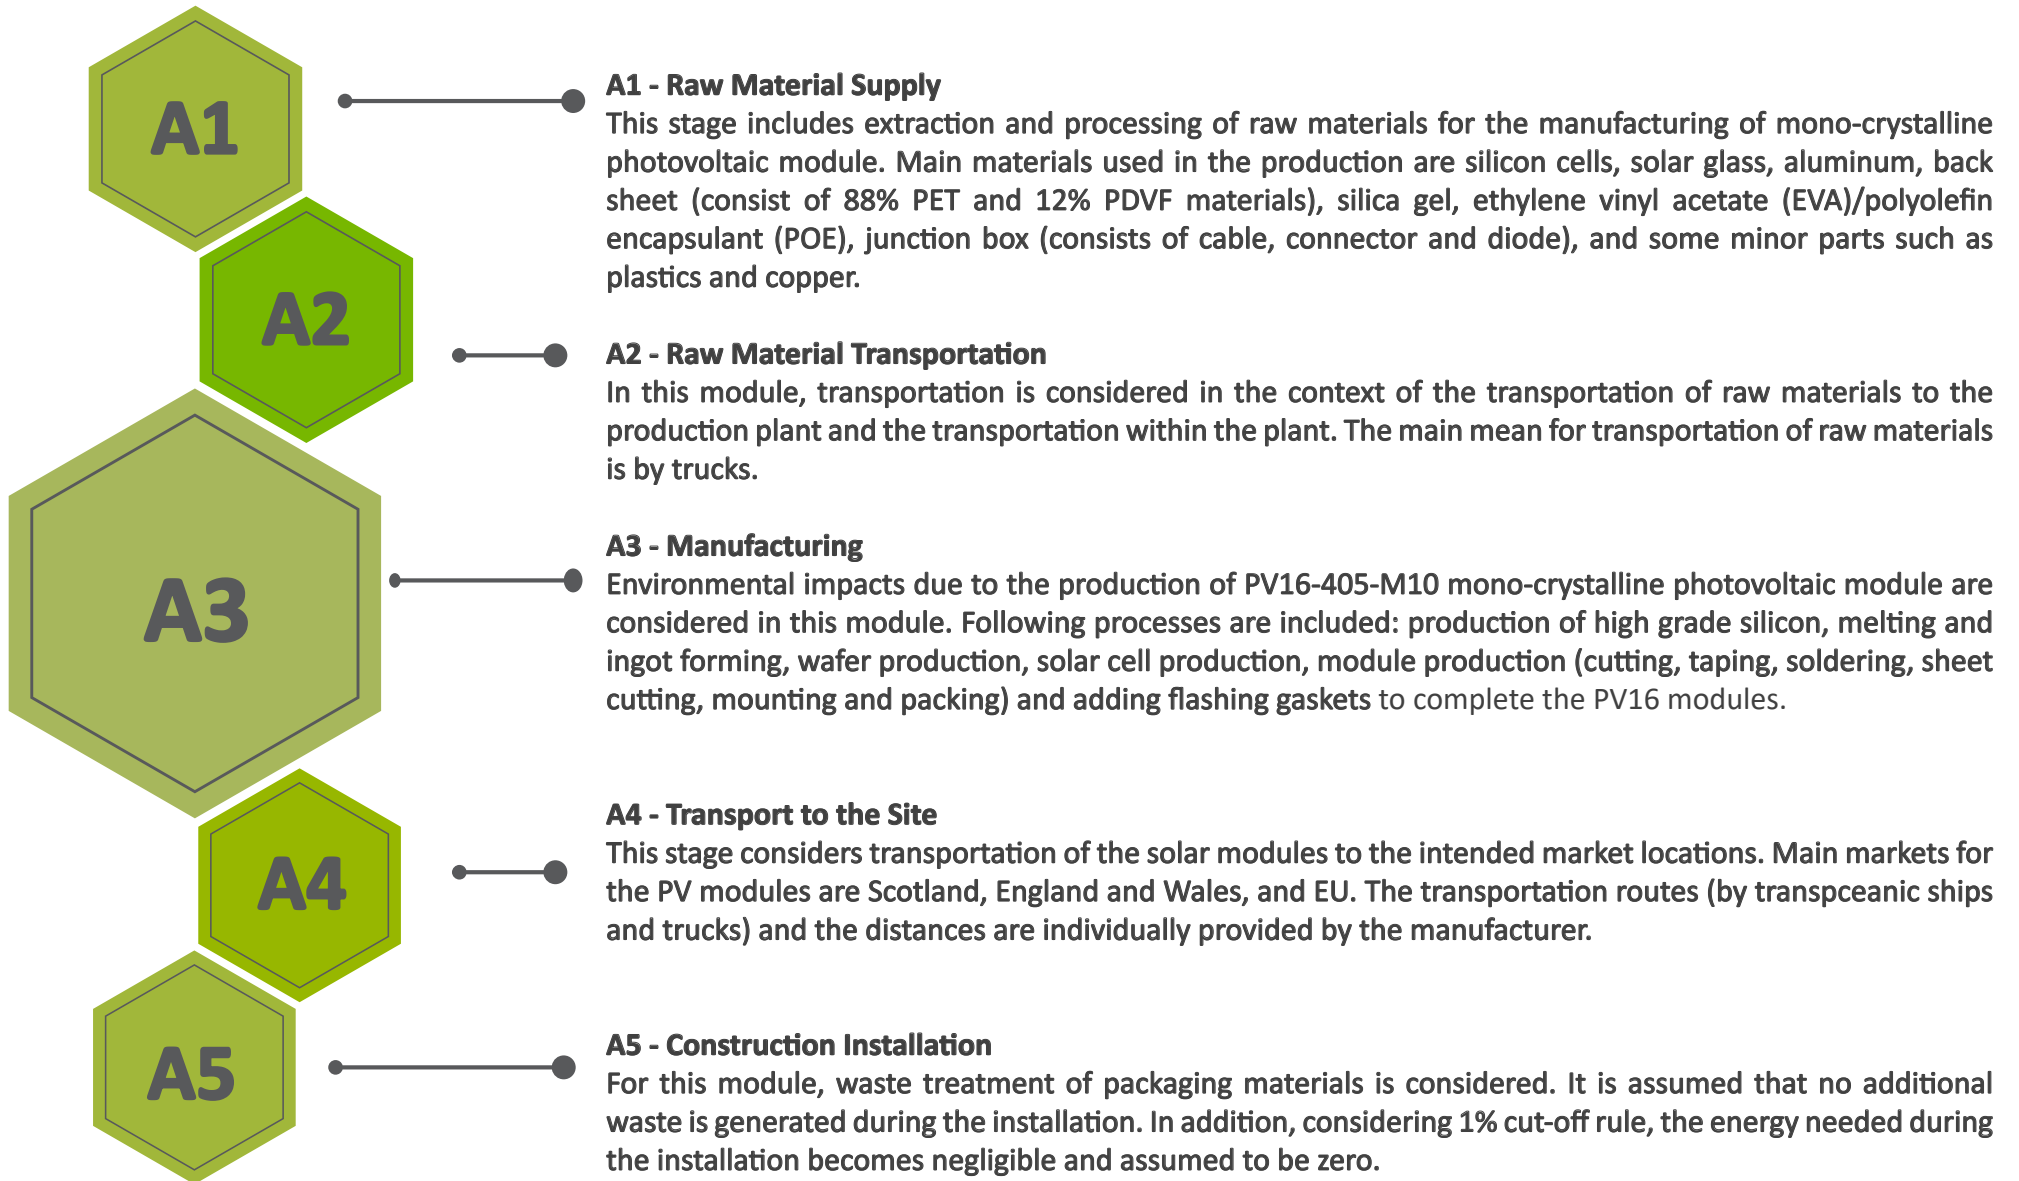 A1
A1 - Raw Material Supply
This stage includes extraction and processing of raw materials for the manufacturing of mono-crystalline
photovoltaic module. Main materials used in the production are silicon cells, solar glass, aluminum, back
sheet (consist of 88% PET and 12% PDVF materials), silica gel, ethylene vinyl acetate (EVA)/polyolefin
encapsulant (POE), junction box (consists of cable, connector and diode), and some minor parts such as
plastics and copper.
A2
A2 - Raw Material Transportation
In this module, transportation is considered in the context of the transportation of raw materials to the
production plant and the transportation within the plant. The main mean for transportation of raw materials
is by trucks.
A3
A3 - Manufacturing
Environmental impacts due to the production of PV16-405-M10 mono-crystalline photovoltaic module are
considered in this module. Following processes are included: production of high grade silicon, melting and
ingot forming, wafer production, solar cell production, module production (cutting, taping, soldering, sheet
cutting, mounting and packing) and adding flashing gaskets to complete the PV16 modules.
A4
A4 - Transport to the Site
This stage considers transportation of the solar modules to the intended market locations. Main markets for
the PV modules are Scotland, England and Wales, and EU. The transportation routes (by transpceanic ships
and trucks) and the distances are individually provided by the manufacturer.
A5
A5 - Construction Installation
For this module, waste treatment of packaging materials is considered. It is assumed that no additional
waste is generated during the installation. In addition, considering 1% cut-off rule, the energy needed during
the installation becomes negligible and assumed to be zero.